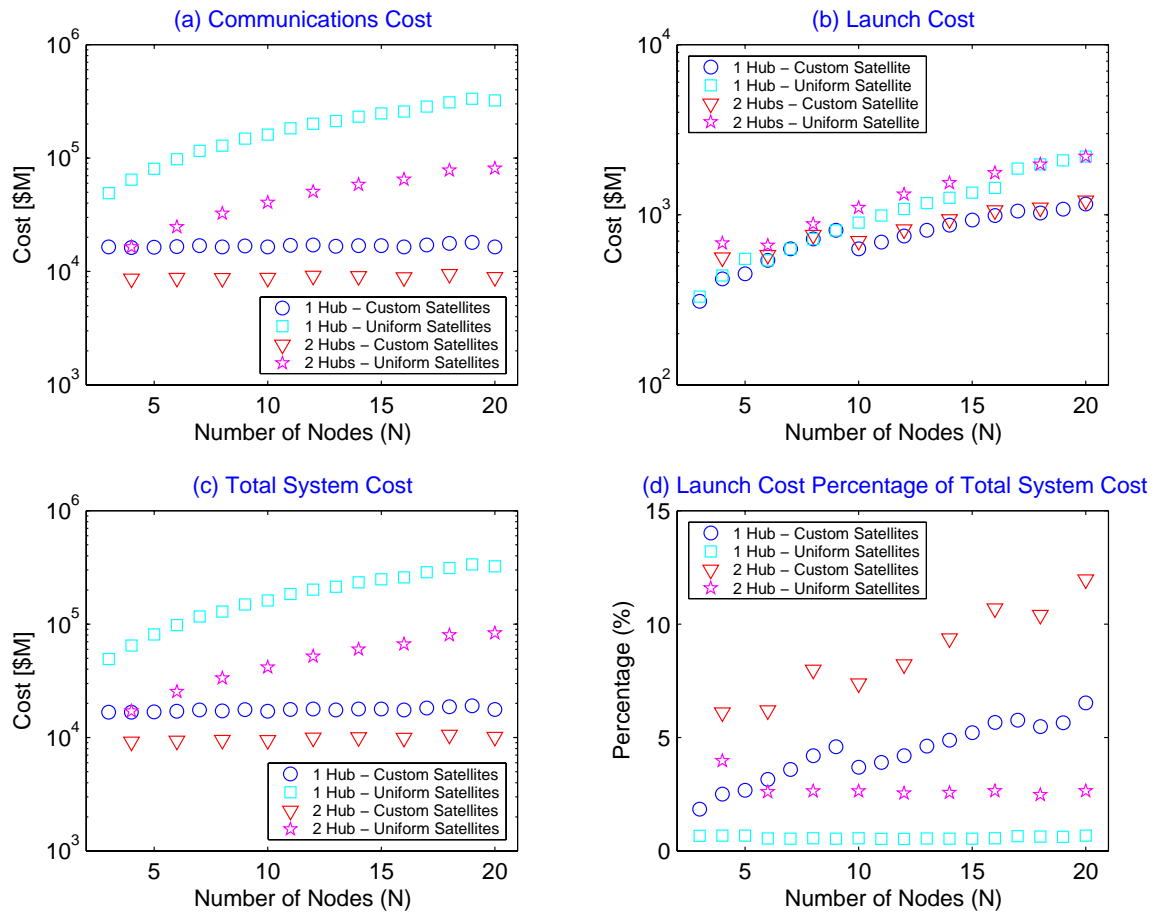 (a) Communications Cost
10^6
10^5
10^4
10^3
Cost [$M]
5
10
15
20
Number of Nodes (N)
1 Hub − Custom Satellites
1 Hub − Uniform Satellites
2 Hubs − Custom Satellites
2 Hubs − Uniform Satellites
(b) Launch Cost
10^4
10^3
10^2
Cost [$M]
1 Hub − Custom Satellite
1 Hub − Uniform Satellite
2 Hubs − Custom Satellite
2 Hubs − Uniform Satellite
5
10
15
20
Number of Nodes (N)
(c) Total System Cost
10^6
10^5
10^4
10^3
Cost [$M]
1 Hub − Custom Satellites
1 Hub − Uniform Satellites
2 Hub − Custom Satellites
2 Hub − Uniform Satellites
5
10
15
20
Number of Nodes (N)
(d) Launch Cost Percentage of Total System Cost
15
10
5
0
Percentage (%)
1 Hub − Custom Satellites
1 Hub − Uniform Satellites
2 Hub − Custom Satellites
2 Hub − Uniform Satellites
5
10
15
20
Number of Nodes (N)